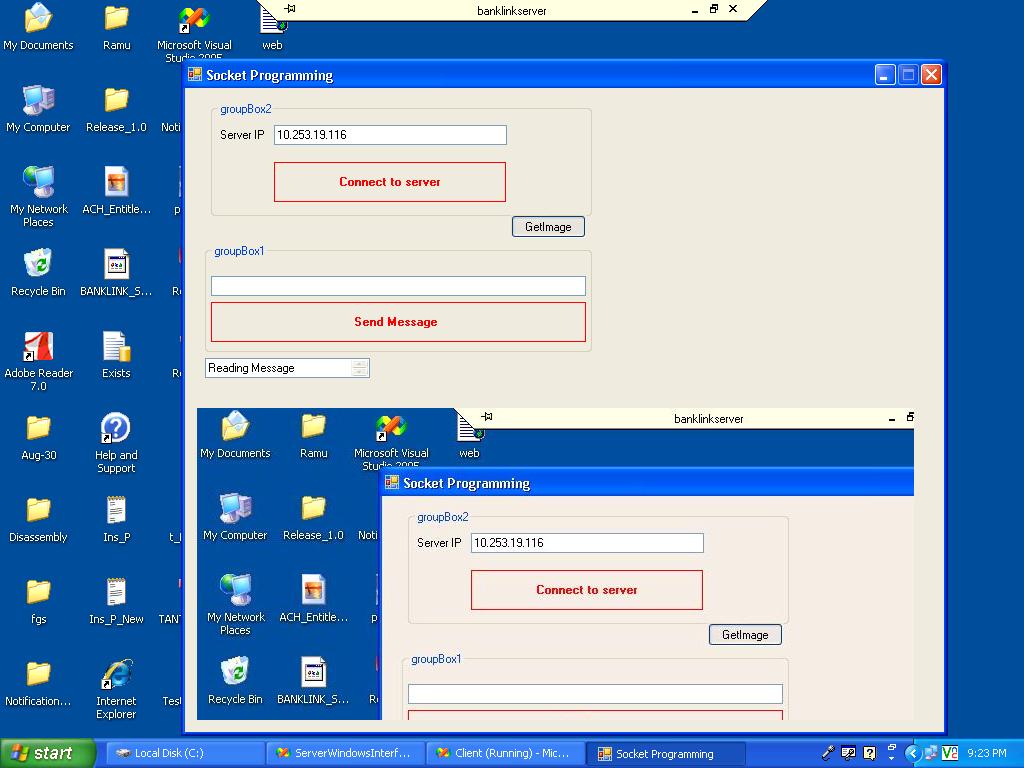 banklinkserver
My Documents
Ramu
Microsoft Visual
Studio 2005
web
Socket Programming
groupBox2
Server IP
10.253.19.116
Connect to server
GetImage
groupBox1
Send Message
Reading Message
My Computer
Release_1.0
Noti
My Network
Places
ACH_Entitle...
p
Recycle Bin
BANKLINK_S...
R
Adobe Reader
7.0
Exists
R
Aug-30
Help and
Support
Disassembly
Ins_P
t_
fgs
Ins_P_New
TAN
Notification...
Internet
Explorer
Test
banklinkserver
My Documents
Ramu
Microsoft Visual
Studio 2005
web
Socket Programming
groupBox2
Server IP
10.253.19.116
Connect to server
GetImage
groupBox1
My Computer
Release_1.0
Noti
My Network
Places
ACH_Entitle...
p
Recycle Bin
BANKLINK_S...
R
start
Local Disk (C:)
ServerWindowsInterf...
Client (Running) - Mic...
Socket Programming
9:23 PM